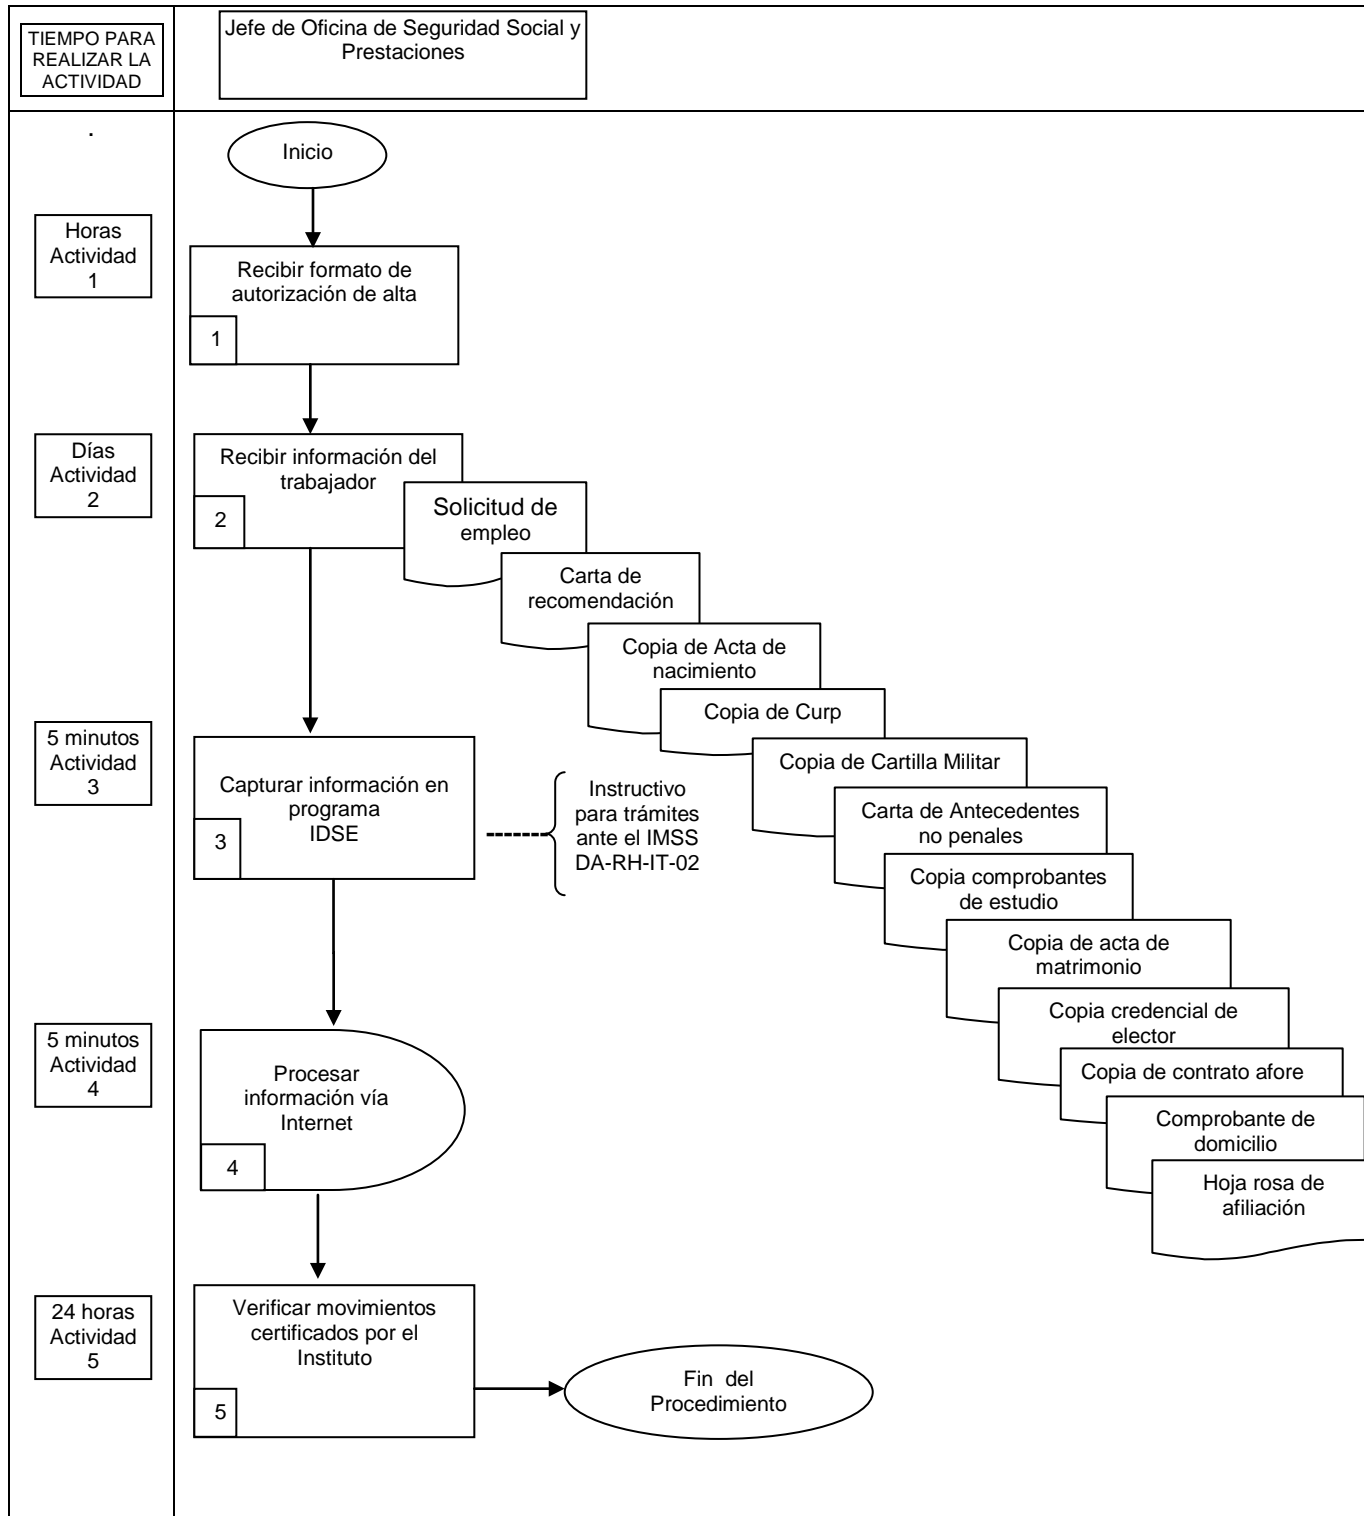 TIEMPO PARA
REALIZAR LA
ACTIVIDAD
Jefe de Oficina de Seguridad Social y
Prestaciones
.
Inicio
Horas
Actividad
1
Recibir formato de
autorización de alta
1
Días
Actividad
2
Recibir información del
trabajador
2
Solicitud de
empleo
Carta de
recomendación
Copia de Acta de
nacimiento
Copia de Curp
Copia de Cartilla Militar
Carta de Antecedentes
no penales
Copia comprobantes
de estudio
Copia de acta de
matrimonio
Copia credencial de
elector
Copia de contrato afore
Comprobante de
domicilio
Hoja rosa de
afiliación
5 minutos
Actividad
3
Capturar información en
programa
IDSE
3
Instructivo
para trámites
ante el IMSS
DA-RH-IT-02
5 minutos
Actividad
4
Procesar
información vía
Internet
4
24 horas
Actividad
5
Verificar movimientos
certificados por el
Instituto
5
Fin  del
Procedimiento